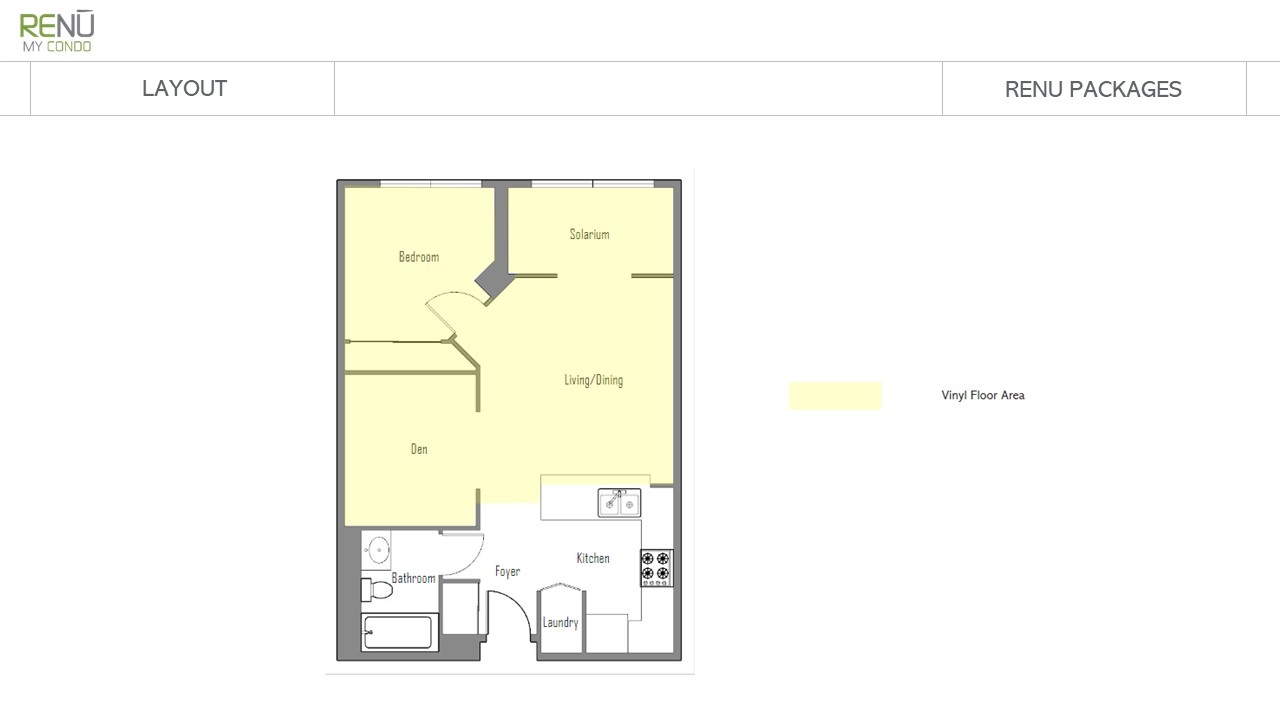 RENŪ
MY CONDO
LAYOUT
RENU PACKAGES
Solarium
Bedroom
Living/Dining
Vinyl Floor Area
Den
Kitchen
Foyer
Bathroom
Laundry